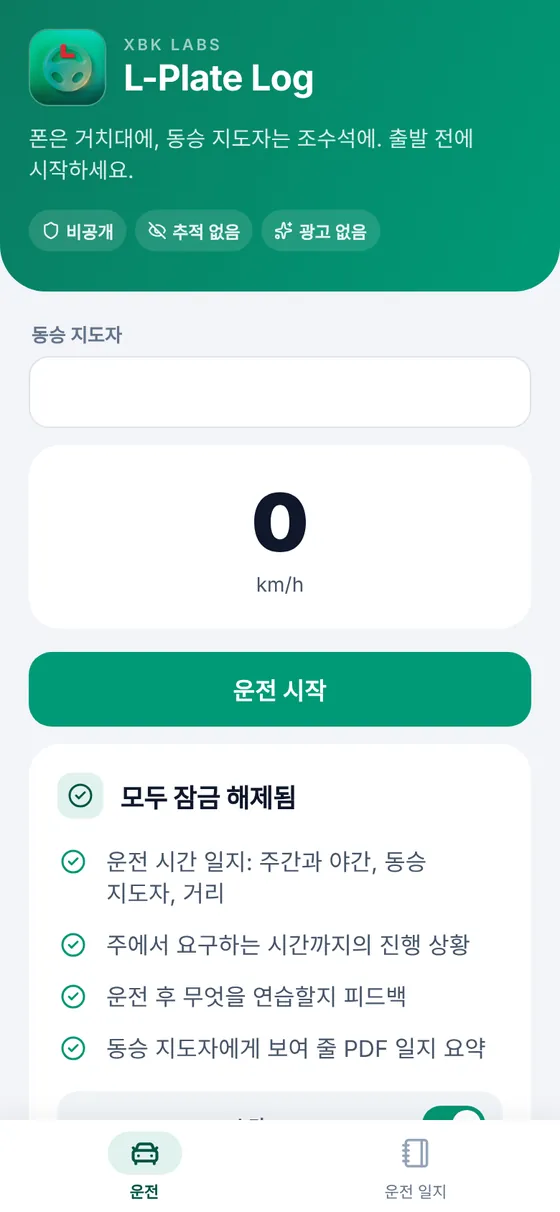 XBK LABS
L-Plate Log
폰은 거치대에, 동승 지도자는 조수석에. 출발 전에
시작하세요.
비공개
추적 없음
광고 없음
동승 지도자
0
km/h
운전 시작
모두 잠금 해제됨
운전 시간 일지: 주간과 야간, 동승
지도자, 거리
주에서 요구하는 시간까지의 진행 상황
운전 후 무엇을 연습할지 피드백
동승 지도자에게 보여 줄 PDF 일지 요약
운전
운전 일지